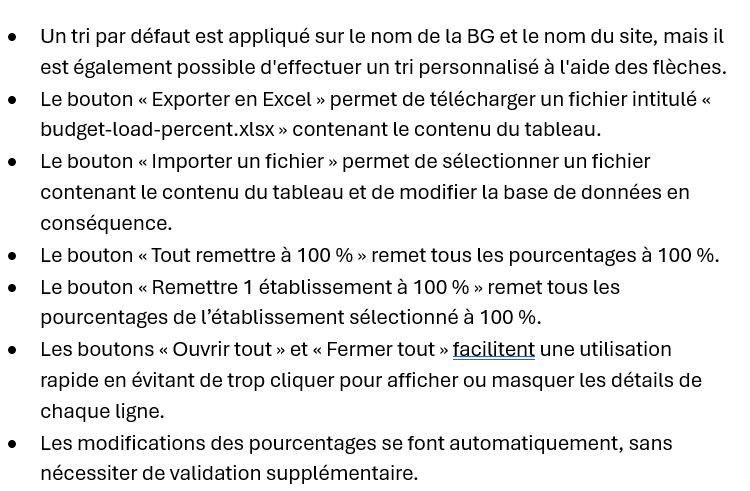 • Un tri par défaut est appliqué sur le nom de la BG et le nom du site, mais il
est également possible d'effectuer un tri personnalisé à l'aide des flèches.
• Le bouton « Exporter en Excel » permet de télécharger un fichier intitulé «
budget-load-percent.xlsx » contenant le contenu du tableau.
• Le bouton « Importer un fichier » permet de sélectionner un fichier
contenant le contenu du tableau et de modifier la base de données en
conséquence.
• Le bouton « Tout remettre à 100 % » remet tous les pourcentages à 100 %.
• Le bouton « Remettre 1 établissement à 100 % » remet tous les
pourcentages de l’établissement sélectionné à 100 %.
• Les boutons « Ouvrir tout » et « Fermer tout » facilitent une utilisation
rapide en évitant de trop cliquer pour afficher ou masquer les détails de
chaque ligne.
• Les modifications des pourcentages se font automatiquement, sans
nécessiter de validation supplémentaire.